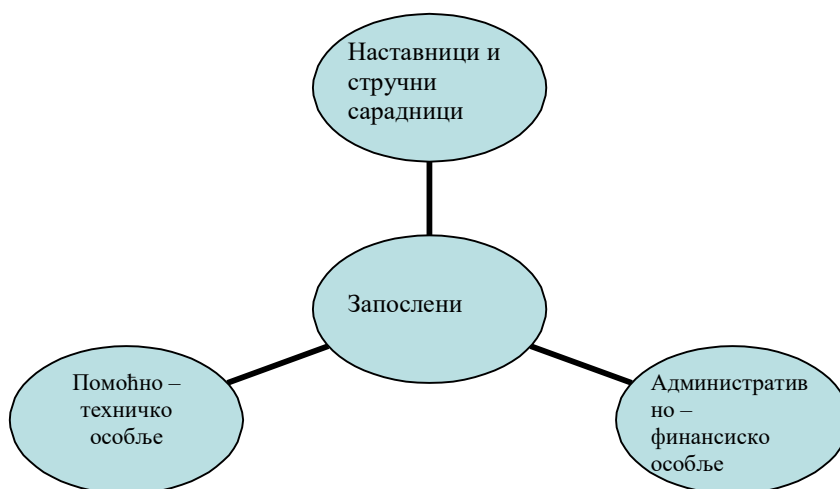 Наставници и
стручни
сарадници
Запослени
Помоћно –
техничко
особље
Административ
но –
финансиско
особље